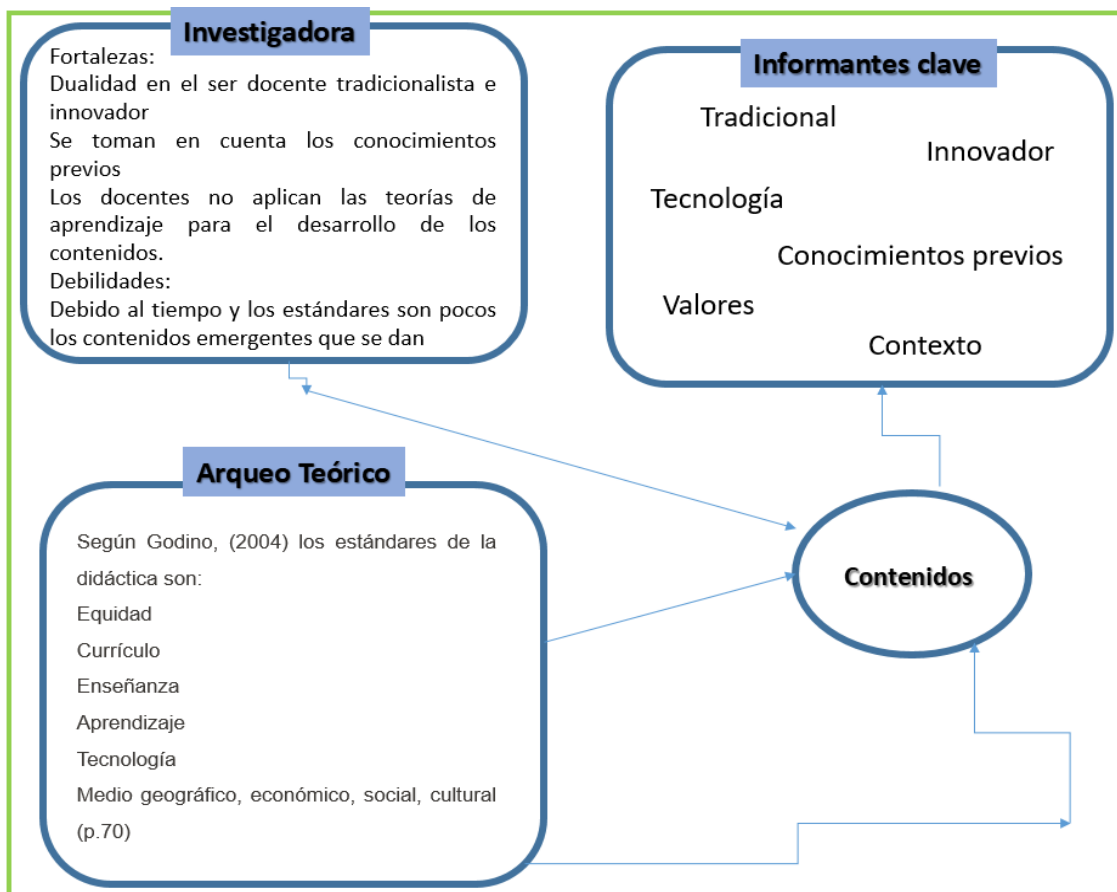 Investigadora
Fortalezas:
Dualidad en el ser docente tradicionalista e
innovador
Se toman en cuenta los conocimientos
previos
Los docentes no aplican las teorías de
aprendizaje para el desarrollo de los
contenidos.
Debilidades:
Debido al tiempo y los estándares son pocos
los contenidos emergentes que se dan
Informantes clave
Tradicional
Innovador
Tecnología
Conocimientos previos
Valores
Contexto
Arqueo Teórico
Según Godino, (2004) los estándares de la
didáctica son:
Equidad
Currículo
Enseñanza
Aprendizaje
Tecnología
Medio geográfico, económico, social, cultural
(p.70)
Contenidos